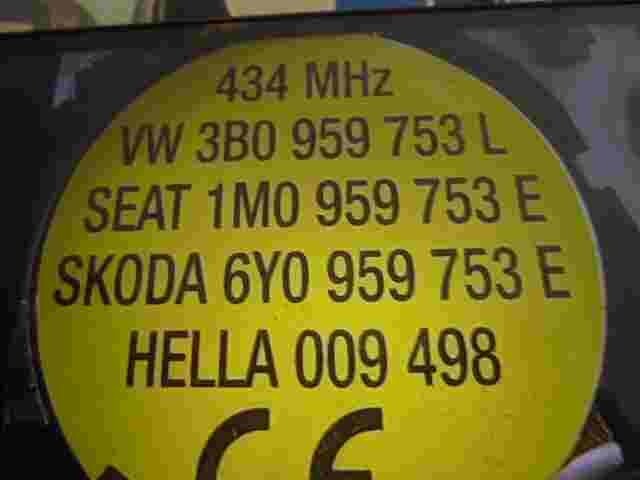 434 MHz
VW 3B0 959 753 L
SEAT 1M0 959 753 E
SKODA 6Y0 959 753 E
HELLA 009 498
CE